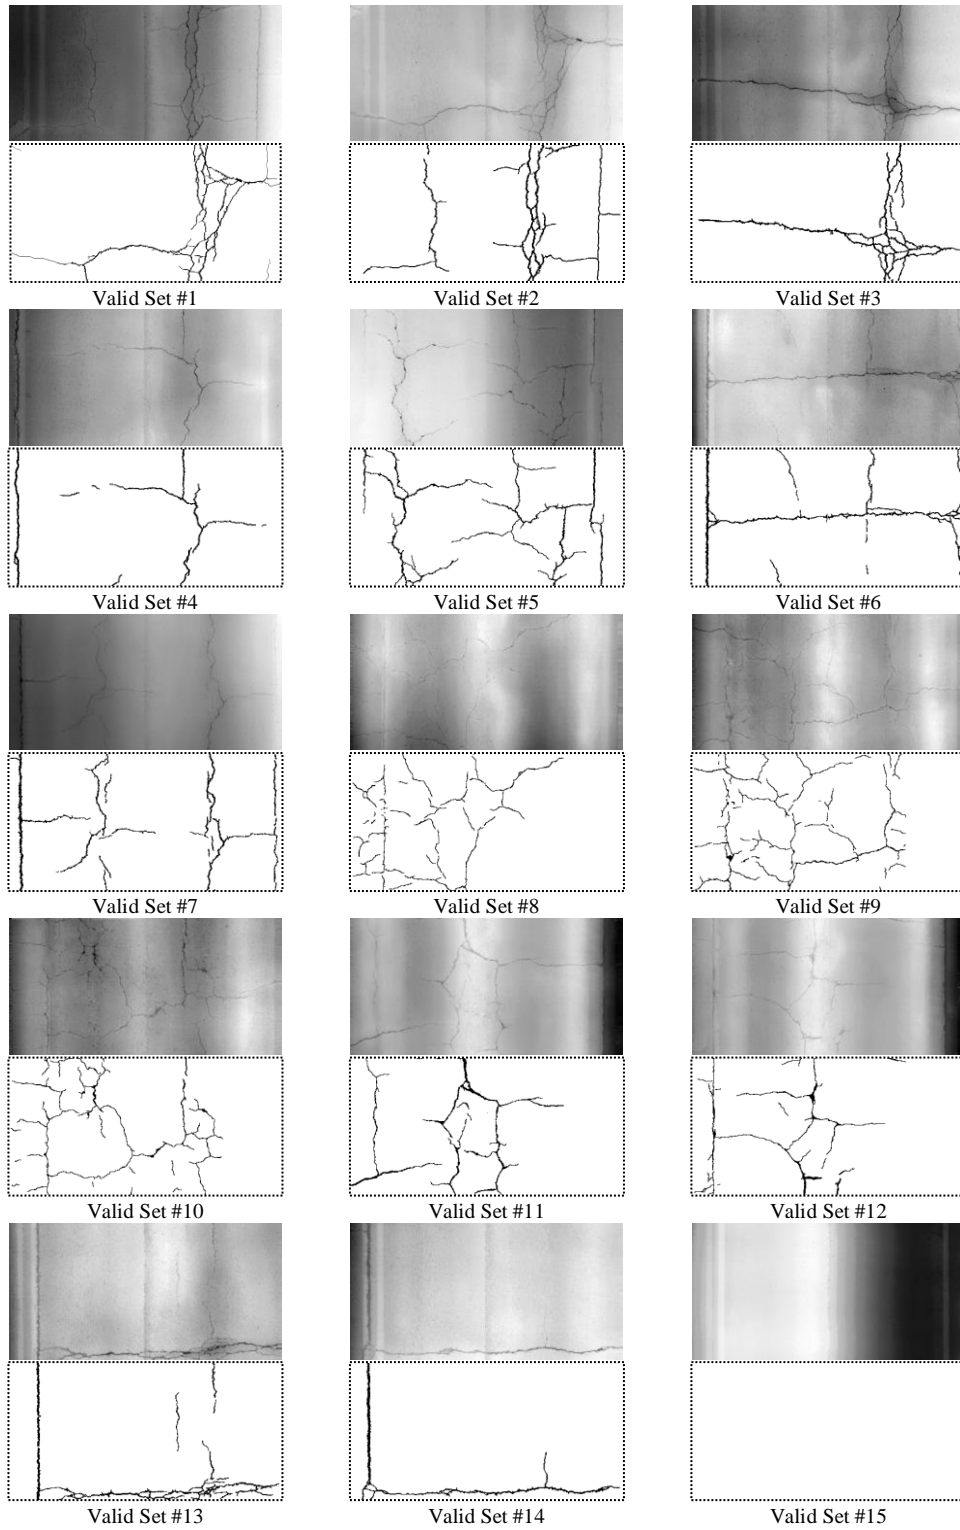 Valid Set #1
Valid Set #2
Valid Set #3
Valid Set #4
Valid Set #5
Valid Set #6
Valid Set #7
Valid Set #8
Valid Set #9
Valid Set #10
Valid Set #11
Valid Set #12
Valid Set #13
Valid Set #14
Valid Set #15